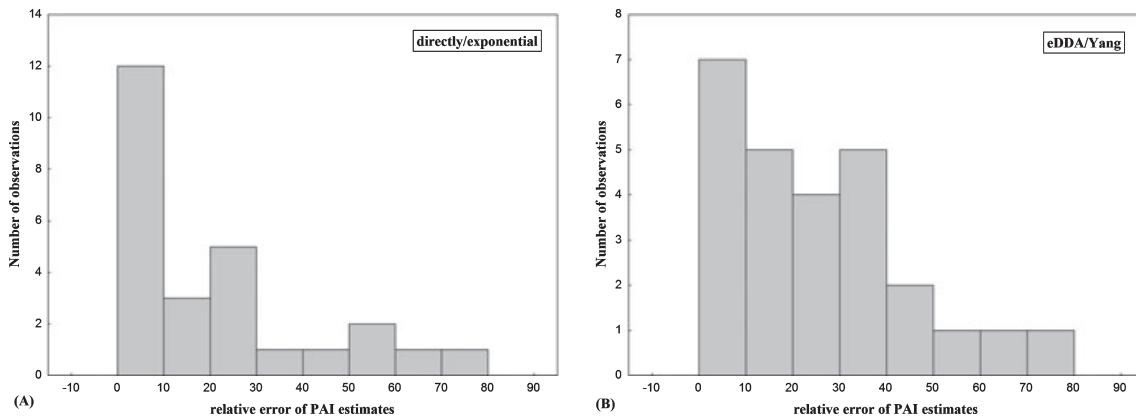 directly/exponential
Number of observations
14
12
10
8
6
4
2
0
-10 0 10 20 30 40 50 60 70 80 90
relative error of PAI estimates
(A)
eDDA/Yang
Number of observations
8
7
6
5
4
3
2
1
0
-10 0 10 20 30 40 50 60 70 80 90
relative error of PAI estimates
(B)